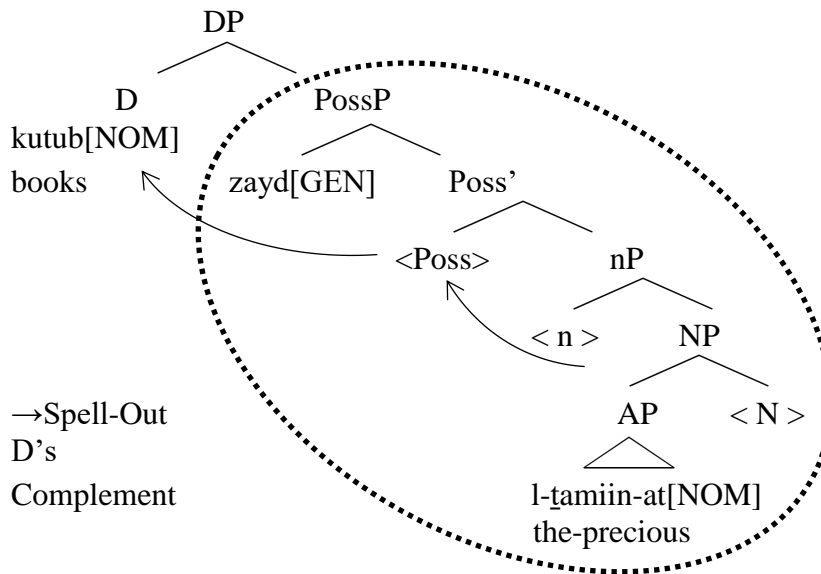 DP
D PossP
kutub[NOM]
books zayd[GEN] Poss’
<Poss> nP
< n > NP
→Spell-Out AP < N >
D’s
Complement l-ṯamiin-at[NOM]
the-precious